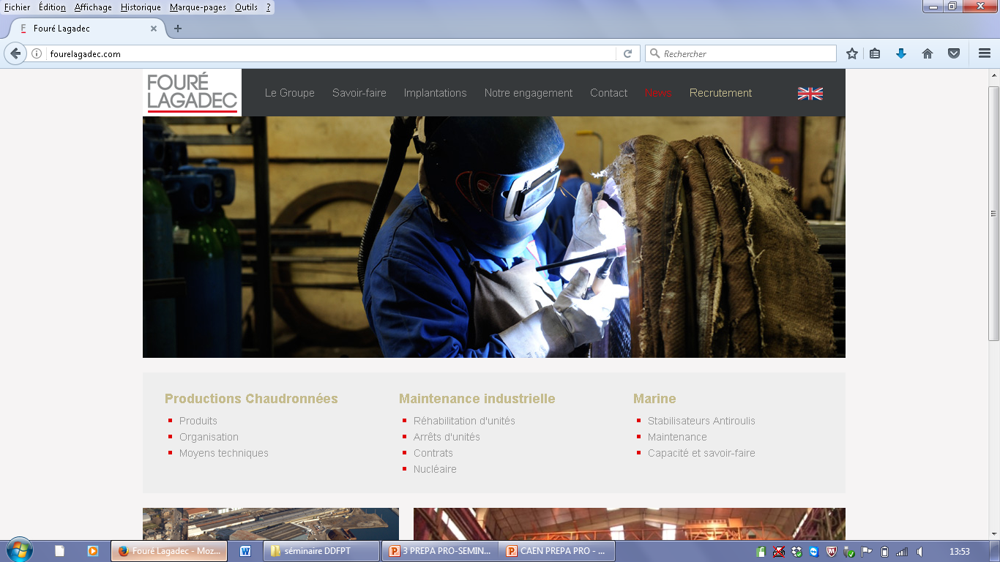 Fichier Édition Affichage Historique Marque-pages Outils ?
Fouré Lagadec
fourelagadec.com
Rechercher
FOURÉ
LAGADEC
Le Groupe Savoir-faire Implantations Notre engagement Contact News Recrutement
Productions Chaudronnées
Produits
Organisation
Moyens techniques
Maintenance industrielle
Réhabilitation d'unités
Arrêts d'unités
Contrats
Nucléaire
Marine
Stabilisateurs Antiroulis
Maintenance
Capacité et savoir-faire
Fouré Lagadec - Moz... séminaire DDFPT 3 PREPA PRO-SEMIN... CAEN PREPA PRO - ... 13:53